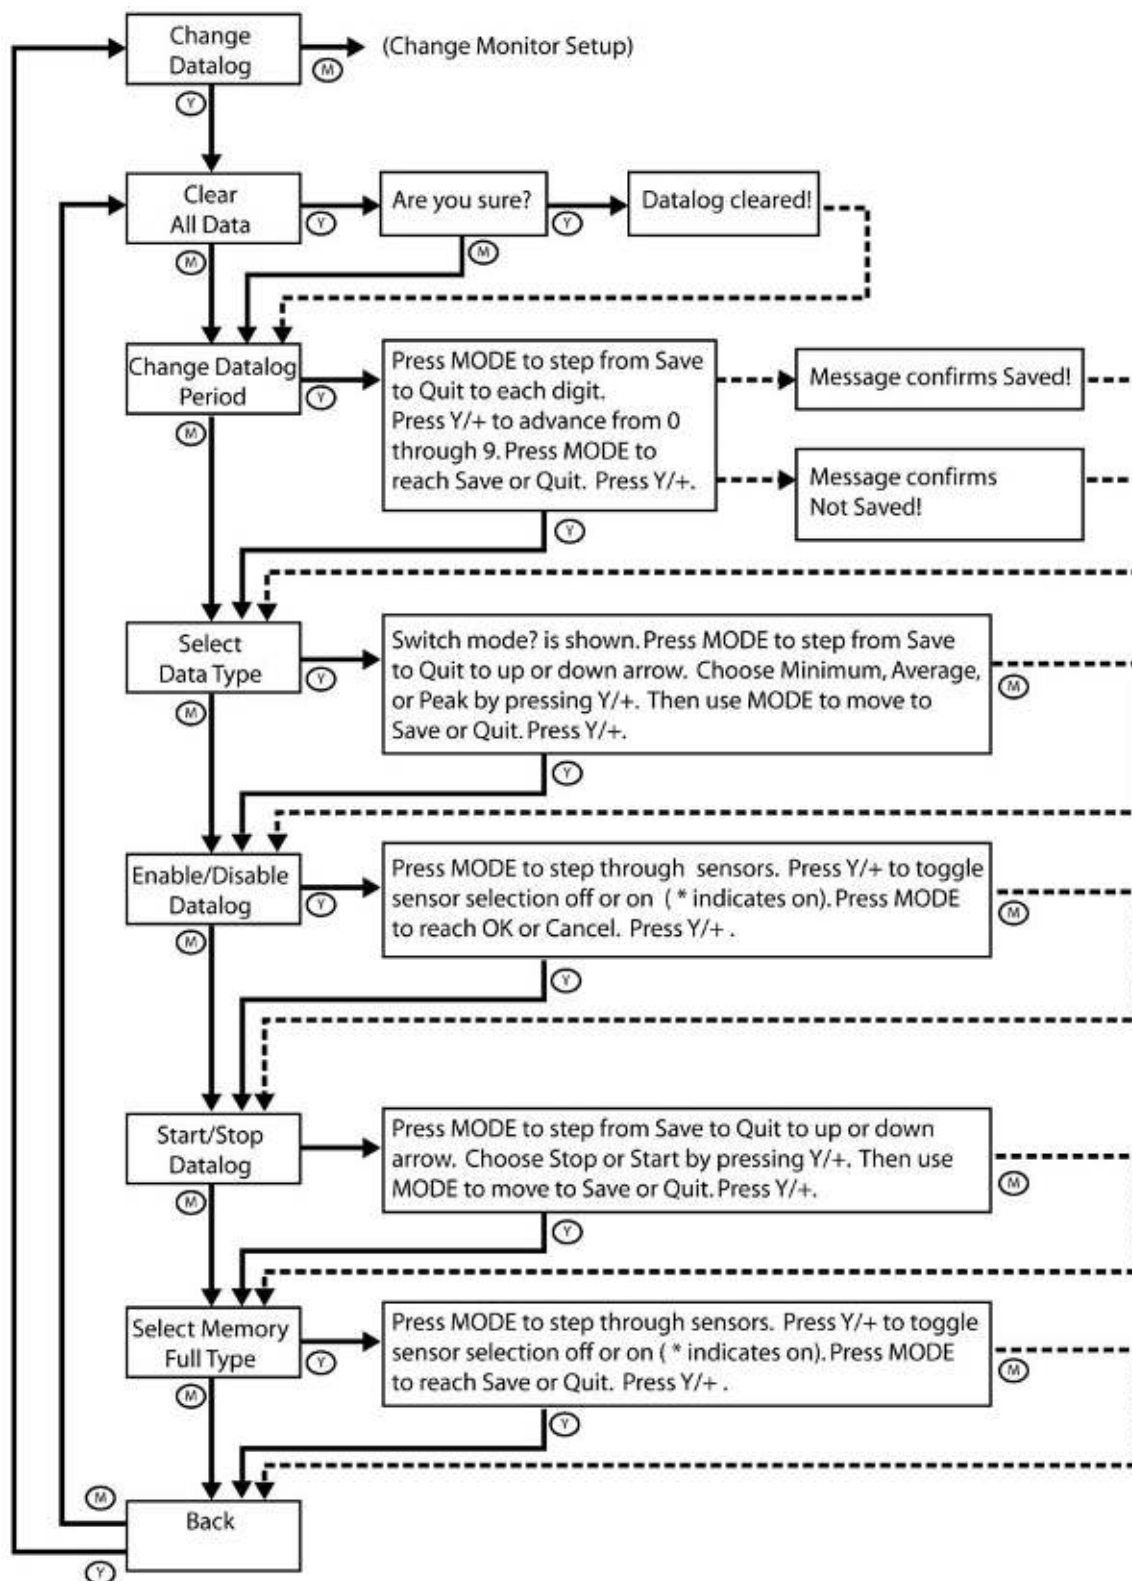 Change
Datalog
(Change Monitor Setup)
M
Y
Clear
All Data
Y
Are you sure?
Y
Datalog cleared!
M
M
Change Datalog
Period
Y
M
Press MODE to step from Save
to Quit to each digit.
Press Y/+ to advance from 0
through 9. Press MODE to
reach Save or Quit. Press Y/+.
Message confirms Saved!
Message confirms
Not Saved!
Y
Select
Data Type
Y
M
Switch mode? is shown. Press MODE to step from Save
to Quit to up or down arrow. Choose Minimum, Average,
or Peak by pressing Y/+. Then use MODE to move to
Save or Quit. Press Y/+.
M
Y
Enable/Disable
Datalog
Y
M
Press MODE to step through sensors. Press Y/+ to toggle
sensor selection off or on ( * indicates on). Press MODE
to reach OK or Cancel. Press Y/+ .
M
Y
Start/Stop
Datalog
M
Press MODE to step from Save to Quit to up or down
arrow. Choose Stop or Start by pressing Y/+. Then use
MODE to move to Save or Quit. Press Y/+.
M
Y
Select Memory
Full Type
Y
M
Press MODE to step through sensors. Press Y/+ to toggle
sensor selection off or on ( * indicates on). Press MODE
to reach Save or Quit. Press Y/+ .
M
Y
M
Back
Y